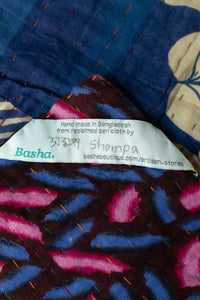 Hand made in Bangladesh
from reclaimed sari cloth by
Shompa
Basha.
bashaboutique.com/artisan-stories